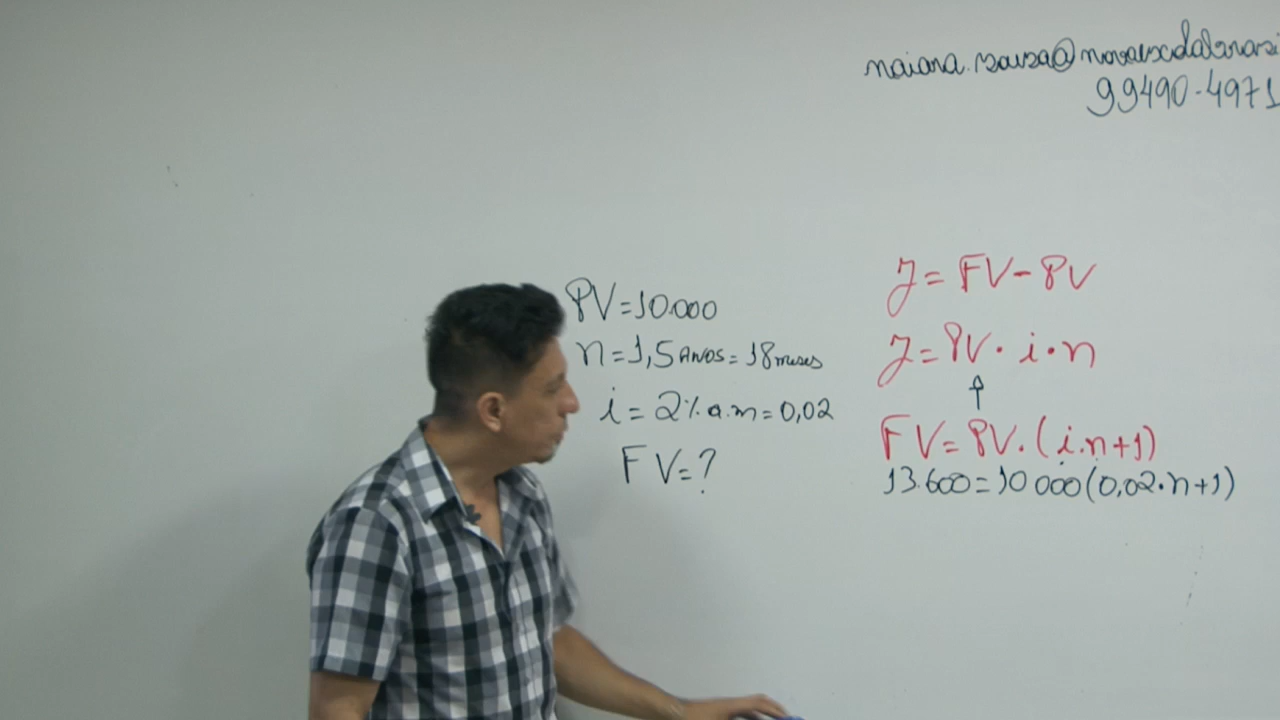 99490-4971
PV=10.000
n=1,5 ANOS=18 meses
i=2% a.m=0,02
FV=?
J=FV-PV
J=PV·i·n
FV=PV.(i.n+1)
13.600=10 000(0,02·n+1)